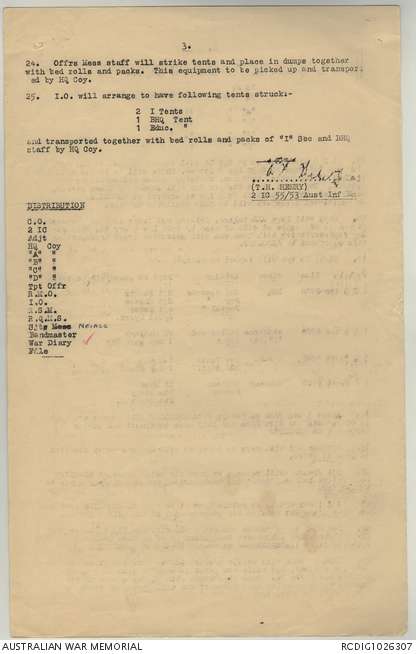 3.
24. Offrs Mess staff will strike tents and place in dumps together
with bed rolls and packs. This equipment to be picked up and transport
ed by HQ Coy.
25. I.O. will arrange to have following tents struck:-
2 I Tents
1 BHQ Tent
1 Educ. "
and transported together with bed rolls and packs of "I" Sec and BHQ
staff by HQ Coy.
(T.H. HENRY)
2 IC 55/53 Aust Inf
DISTRIBUTION
C.O.
2 IC
Adjt
HQ Coy
"A" "
"B" "
"C" "
"D" "
Tpt Offr
R.M.O.
I.O.
R.S.M.
R.Q.M.S.
Sjts Mess
Bandmaster
War Diary ✓
File
AUSTRALIAN WAR MEMORIAL
RCDIG1026307